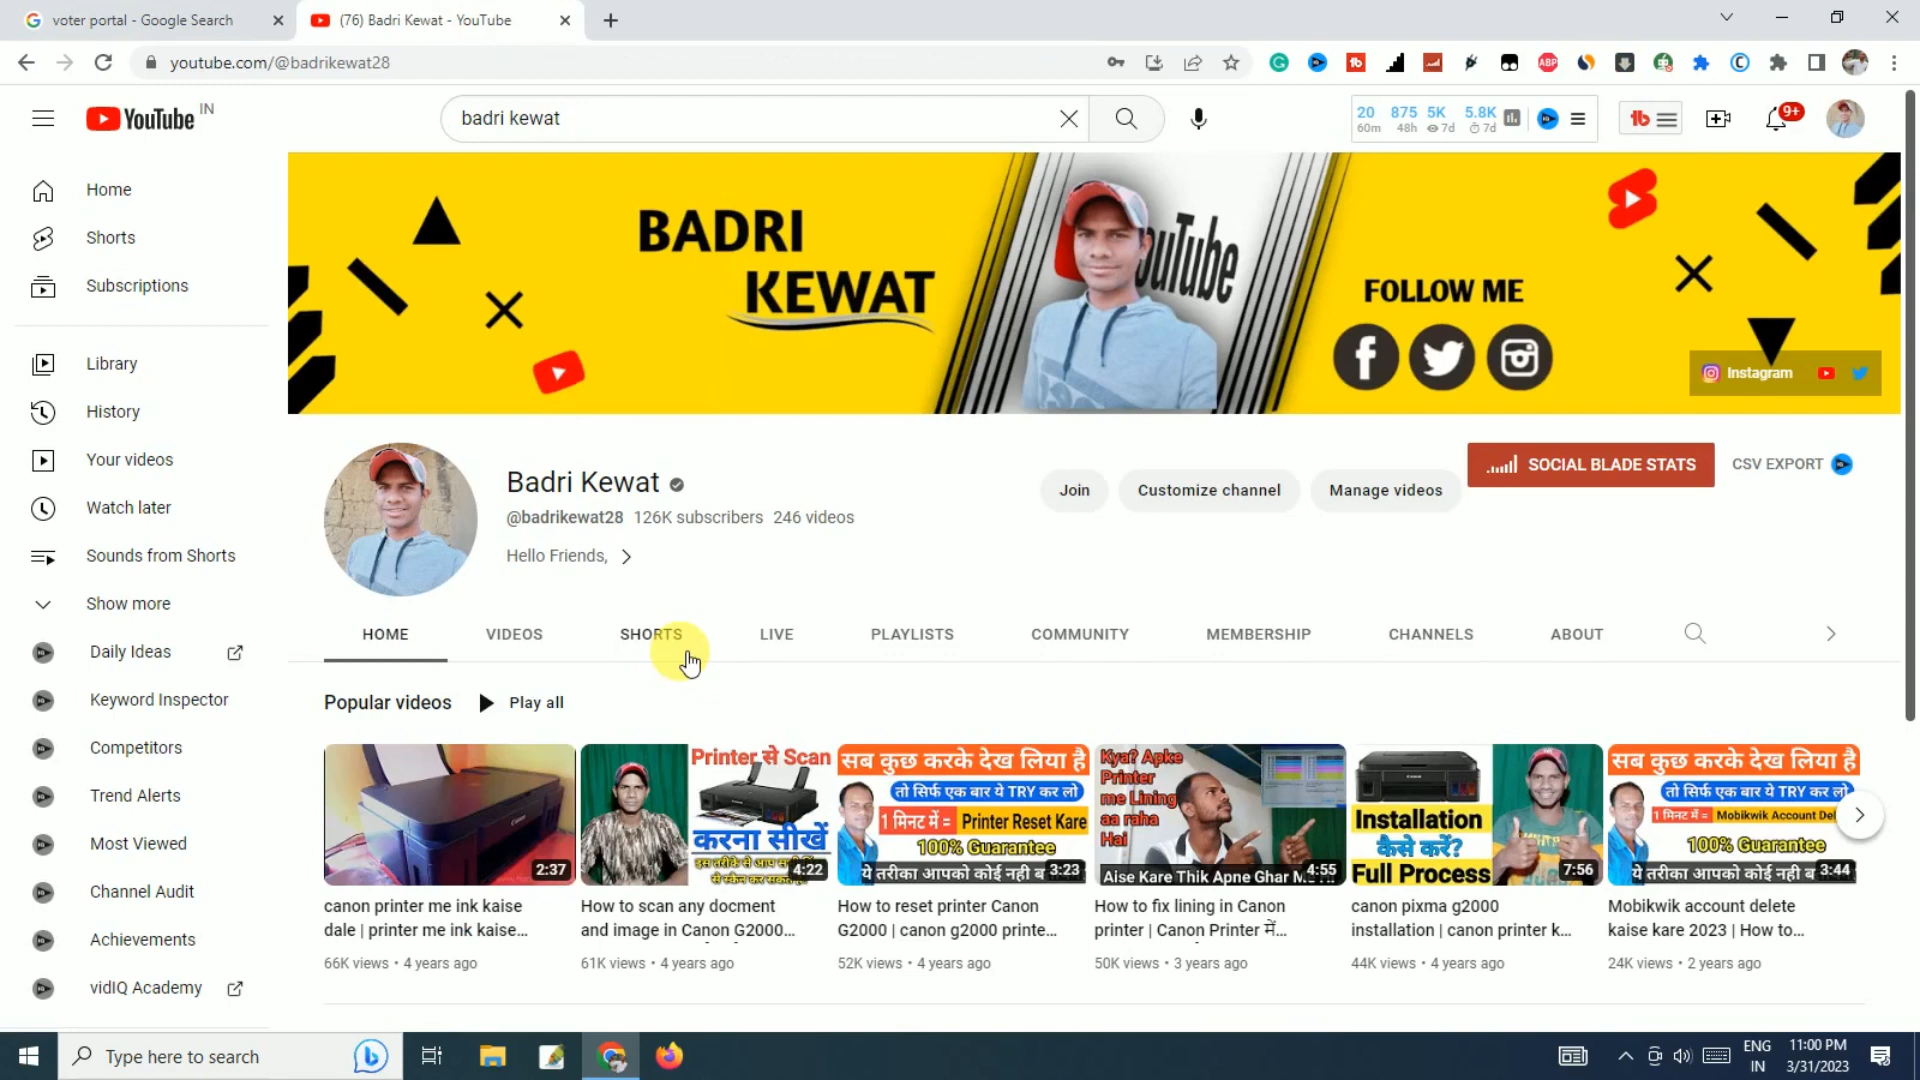 voter portal - Google Search
(76) Badri Kewat - YouTube
youtube.com/@badrikewat28
ABP
YouTube IN
badri kewat
20 875 5K 5.8K
60m 48h 7d 7d
9+
Home
Shorts
Subscriptions
Library
History
Your videos
Watch later
Sounds from Shorts
Show more
Daily Ideas
Keyword Inspector
Competitors
Trend Alerts
Most Viewed
Channel Audit
Achievements
vidIQ Academy
BADRI
KEWAT
ouTube
FOLLOW ME
Instagram
Badri Kewat
@badrikewat28 126K subscribers 246 videos
Hello Friends,
Join
Customize channel
Manage videos
SOCIAL BLADE STATS
CSV EXPORT
HOME VIDEOS SHORTS LIVE PLAYLISTS COMMUNITY MEMBERSHIP CHANNELS ABOUT
Popular videos
Play all
Canon
2:37
canon printer me ink kaise
dale | printer me ink kaise...
66K views • 4 years ago
Printer से Scan
करना सीखें
4:22
How to scan any docment
and image in Canon G2000...
61K views • 4 years ago
सब कुछ करके देख लिया है
तो सिर्फ एक बार ये TRY कर लो
1 मिनट में = Printer Reset Kare
100% Guarantee
ये तरीका आपको कोई नही ब
3:23
How to reset printer Canon
G2000 | canon g2000 printe...
52K views • 4 years ago
Kya? Apke
Printer
me Lining
aa raha
Hai
Aise Kare Thik Apne Ghar M
4:55
How to fix lining in Canon
printer | Canon Printer में...
50K views • 3 years ago
Installation
कैसे करें?
Full Process
7:56
canon pixma g2000
installation | canon printer k...
44K views • 4 years ago
सब कुछ करके देख लिया है
तो सिर्फ एक बार ये TRY कर लो
1 मिनट में = Mobikwik Account Del
100% Guarantee
ये तरीका आपको कोई नही ब
3:44
Mobikwik account delete
kaise kare 2023 | How to...
24K views • 2 years ago
Type here to search
ENG
IN
11:00 PM
3/31/2023